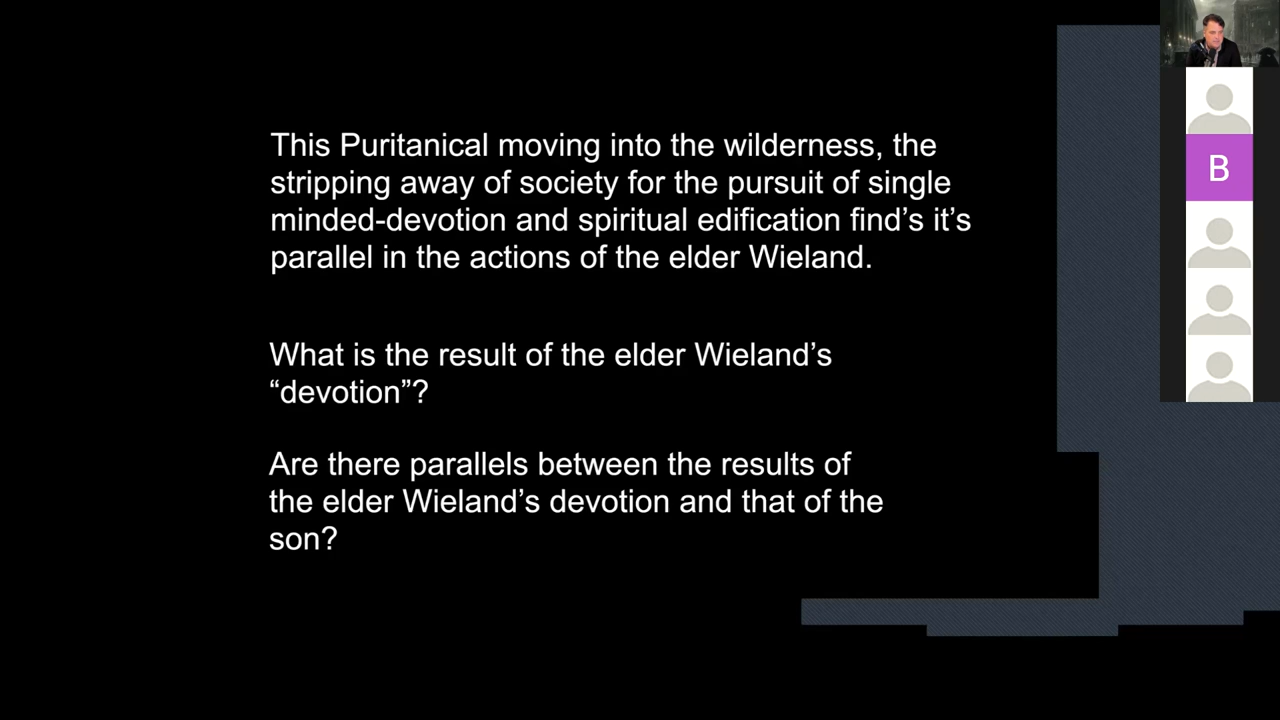 This Puritanical moving into the wilderness, the
stripping away of society for the pursuit of single
minded-devotion and spiritual edification find’s it’s
parallel in the actions of the elder Wieland.
What is the result of the elder Wieland’s
“devotion”?
Are there parallels between the results of
the elder Wieland’s devotion and that of the
son?
B